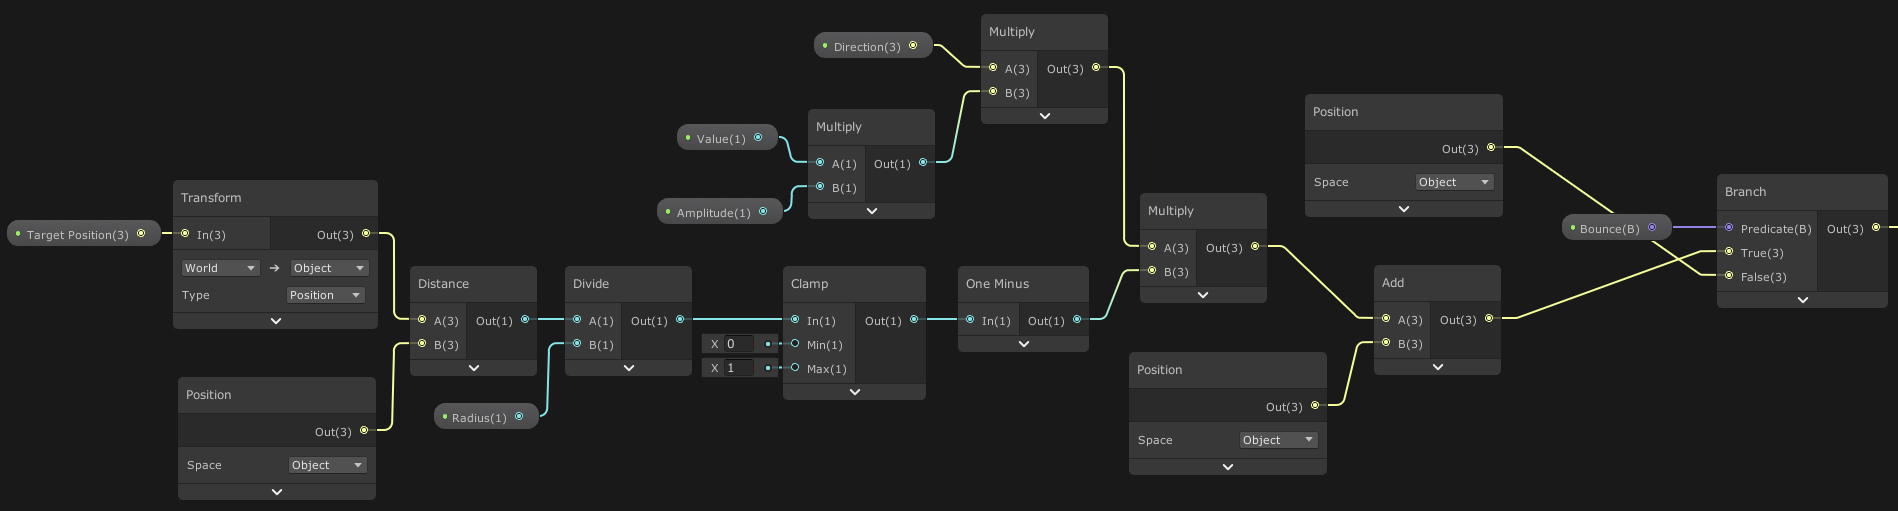 Target Position(3)
Transform
In(3) Out(3)
World Object
Type Position
Position
Out(3)
Space Object
Distance
A(3) Out(1)
B(3)
Radius(1)
Divide
A(1) Out(1)
B(1)
X 0
X 1
Clamp
In(1) Out(1)
Min(1)
Max(1)
One Minus
In(1) Out(1)
Value(1)
Amplitude(1)
Multiply
A(1) Out(1)
B(1)
Direction(3)
Multiply
A(3) Out(3)
B(3)
Multiply
A(3) Out(3)
B(3)
Position
Out(3)
Space Object
Add
A(3) Out(3)
B(3)
Position
Out(3)
Space Object
Bounce(B)
Branch
Predicate(B) Out(3)
True(3)
False(3)